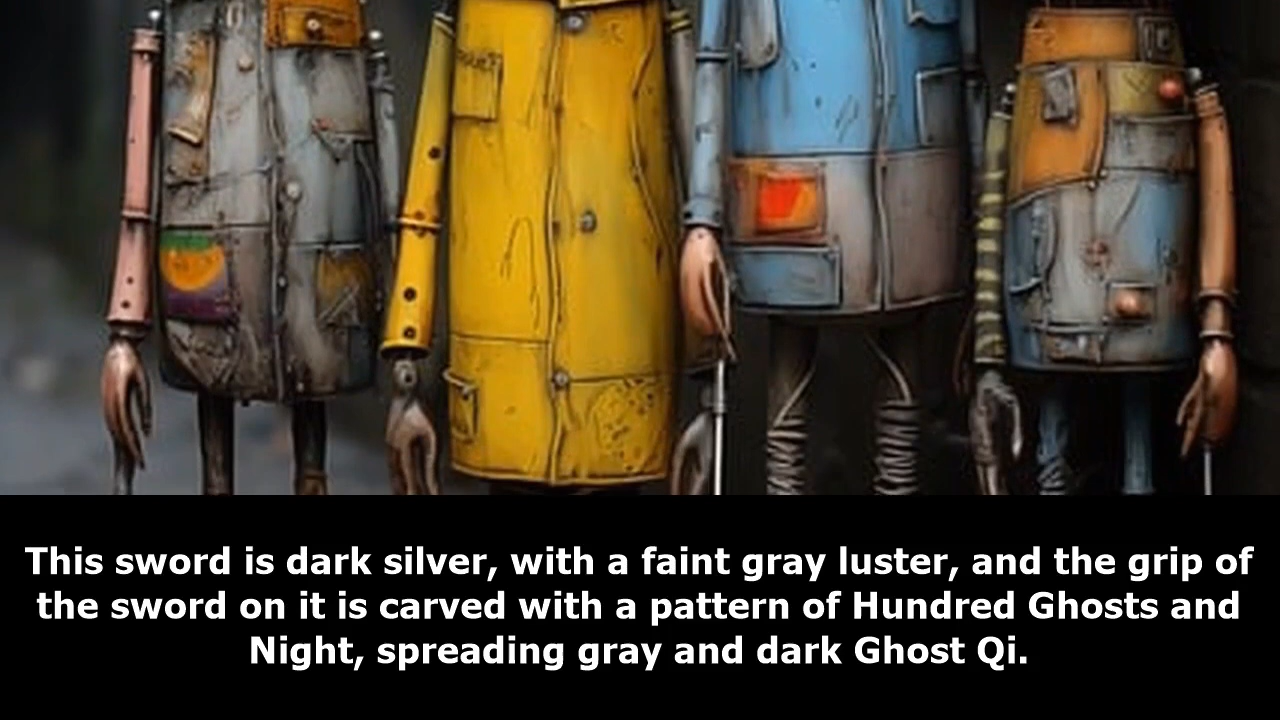 This sword is dark silver, with a faint gray luster, and the grip of
the sword on it is carved with a pattern of Hundred Ghosts and
Night, spreading gray and dark Ghost Qi.